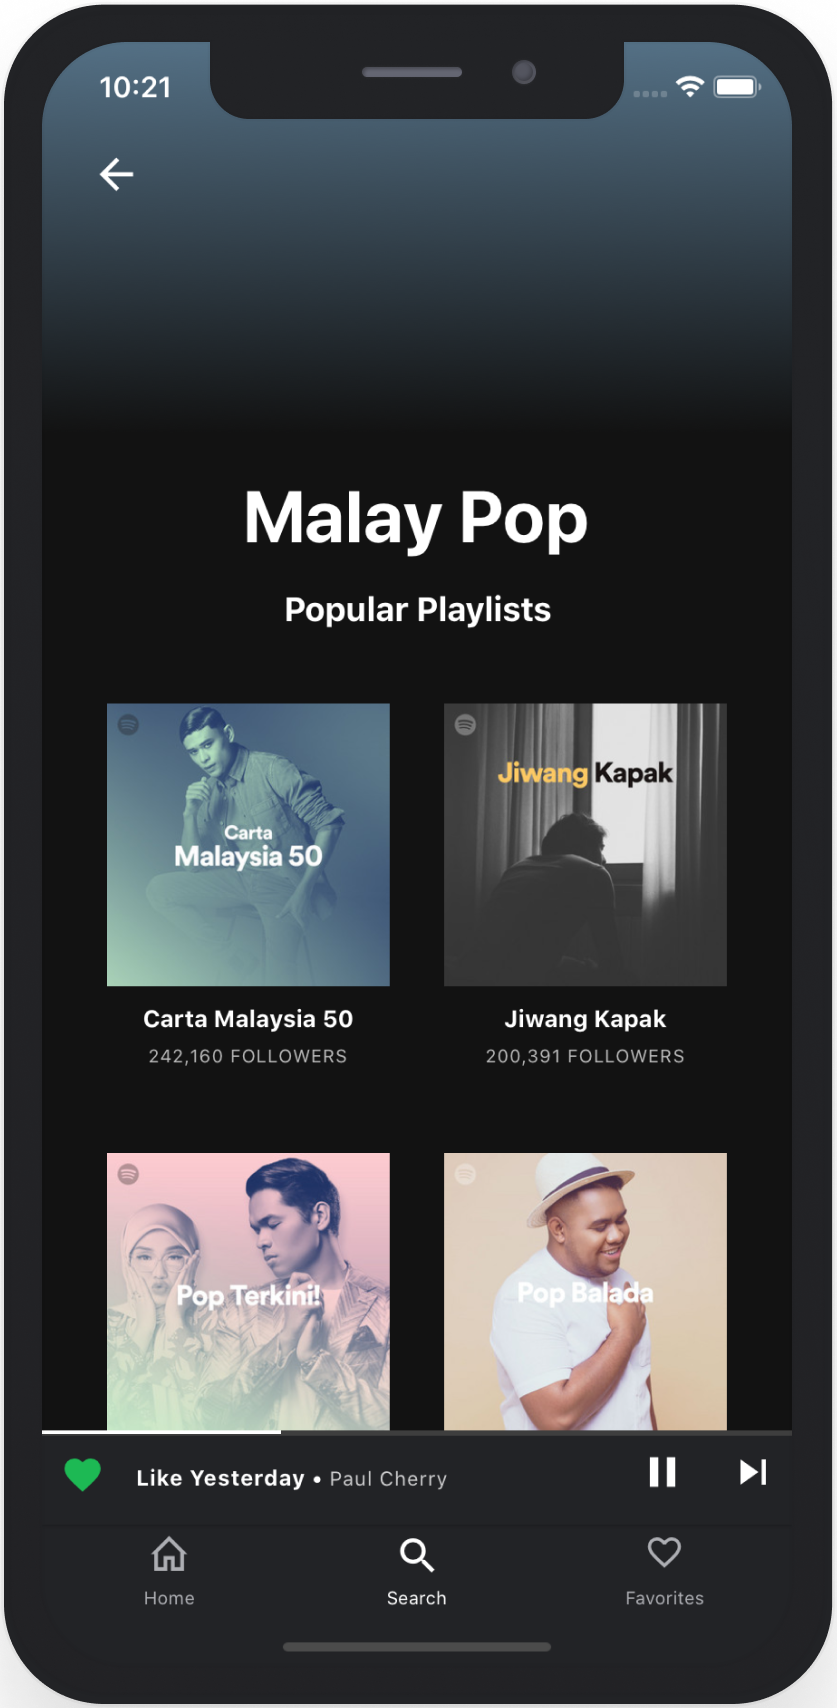 10:21
Malay Pop
Popular Playlists
Carta
Malaysia 50
Jiwang Kapak
Carta Malaysia 50
Jiwang Kapak
242,160 FOLLOWERS
200,391 FOLLOWERS
Pop Terkini!
Pop Balada
Like Yesterday • Paul Cherry
Home
Search
Favorites